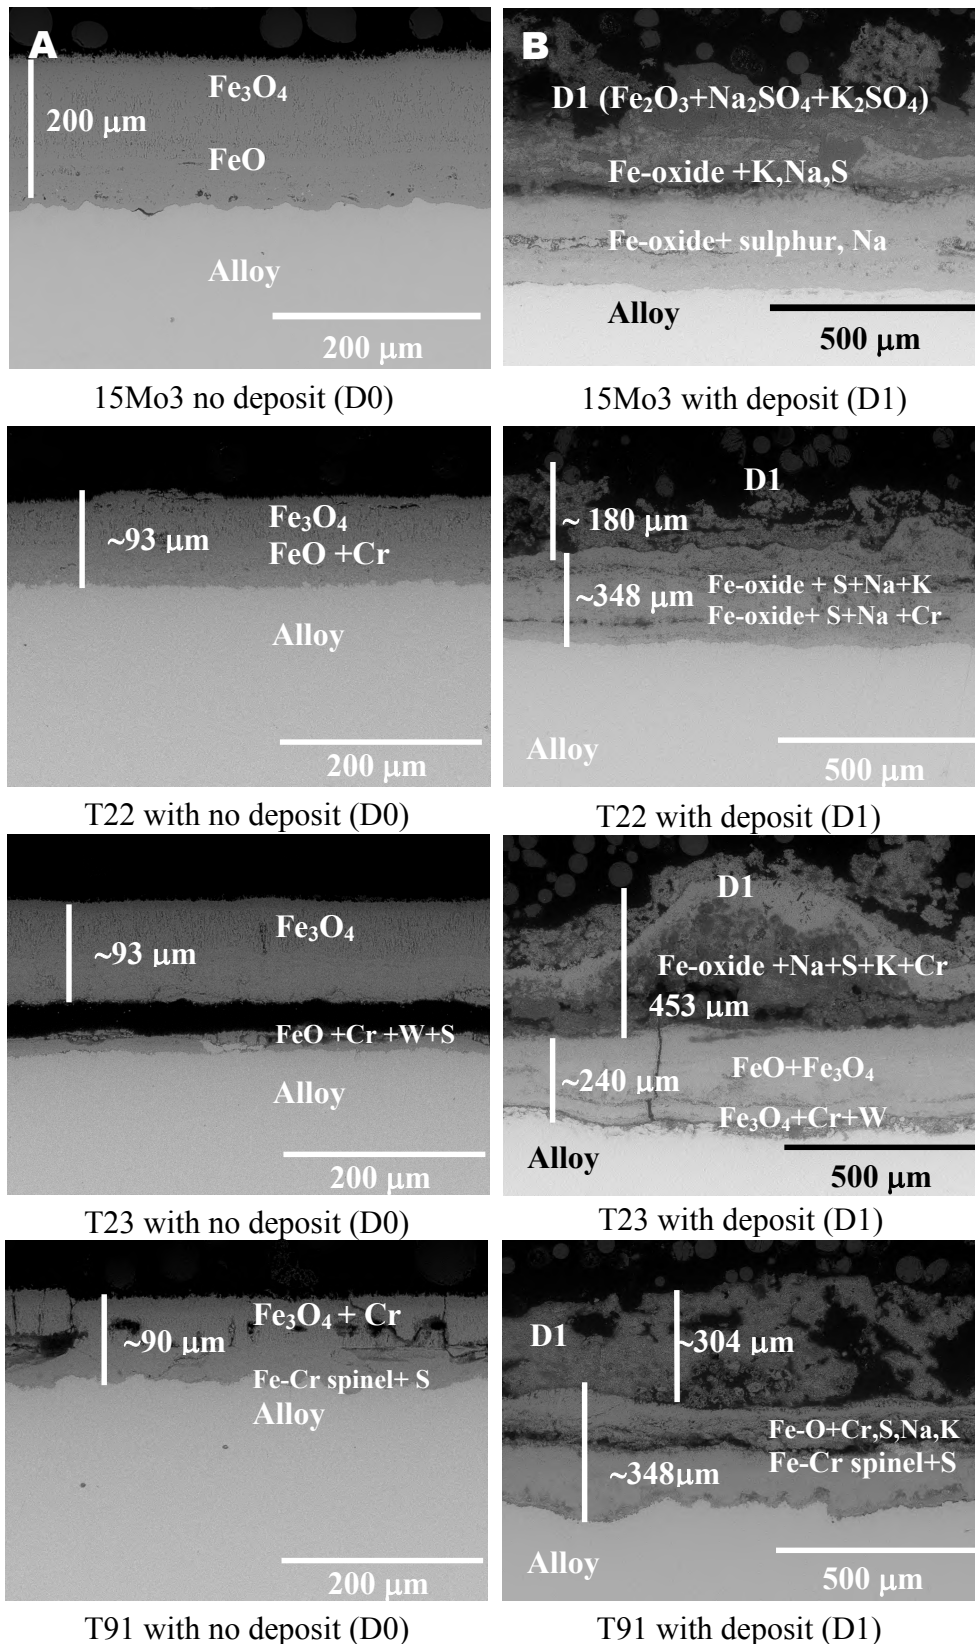 A
Fe₃O₄
200 μm
FeO
Alloy
200 μm
15Mo3 no deposit (D0)
B
D1 (Fe₂O₃+Na₂SO₄+K₂SO₄)
Fe-oxide +K,Na,S
Fe-oxide+ sulphur, Na
Alloy
500 μm
15Mo3 with deposit (D1)
Fe₃O₄
~93 μm
FeO +Cr
Alloy
200 μm
T22 with no deposit (D0)
D1
~ 180 μm
~348 μm
Fe-oxide + S+Na+K
Fe-oxide+ S+Na +Cr
Alloy
500 μm
T22 with deposit (D1)
Fe₃O₄
~93 μm
FeO +Cr +W+S
Alloy
200 μm
T23 with no deposit (D0)
D1
Fe-oxide +Na+S+K+Cr
453 μm
FeO+Fe₃O₄
~240 μm
Fe₃O₄+Cr+W
Alloy
500 μm
T23 with deposit (D1)
Fe₃O₄ + Cr
~90 μm
Fe-Cr spinel+ S
Alloy
200 μm
T91 with no deposit (D0)
D1
~304 μm
Fe-O+Cr,S,Na,K
Fe-Cr spinel+S
~348μm
Alloy
500 μm
T91 with deposit (D1)